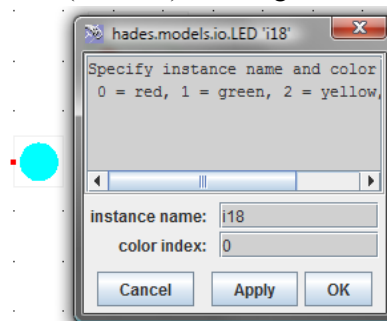 hades.models.io.LED 'i18'
Specify instance name and color
0 = red, 1 = green, 2 = yellow,
instance name: i18
color index: 0
Cancel Apply OK